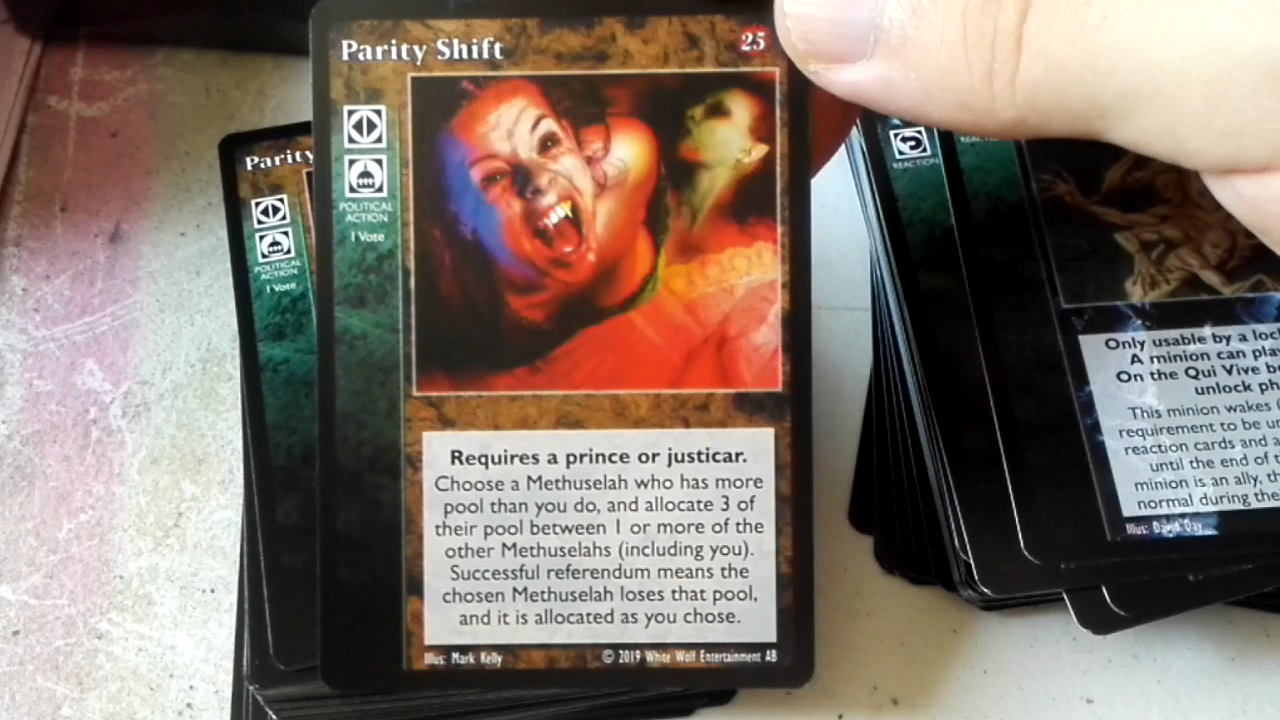 Parity Shift
25
POLITICAL
ACTION
1 Vote
Requires a prince or justicar.
Choose a Methuselah who has more
pool than you do, and allocate 3 of
their pool between 1 or more of the
other Methuselahs (including you).
Successful referendum means the
chosen Methuselah loses that pool,
and it is allocated as you chose.
Illus: Mark Kelly
© 2019 White Wolf Entertainment AB
Parity
POLITICAL
ACTION
1 Vote
REACTION
Only usable by a
A minion can
On the Qui Vive
unlock
This minion wakes
requirement to be
reaction cards and
until the end of
minion is an ally,
normal during the
Illus: David Day